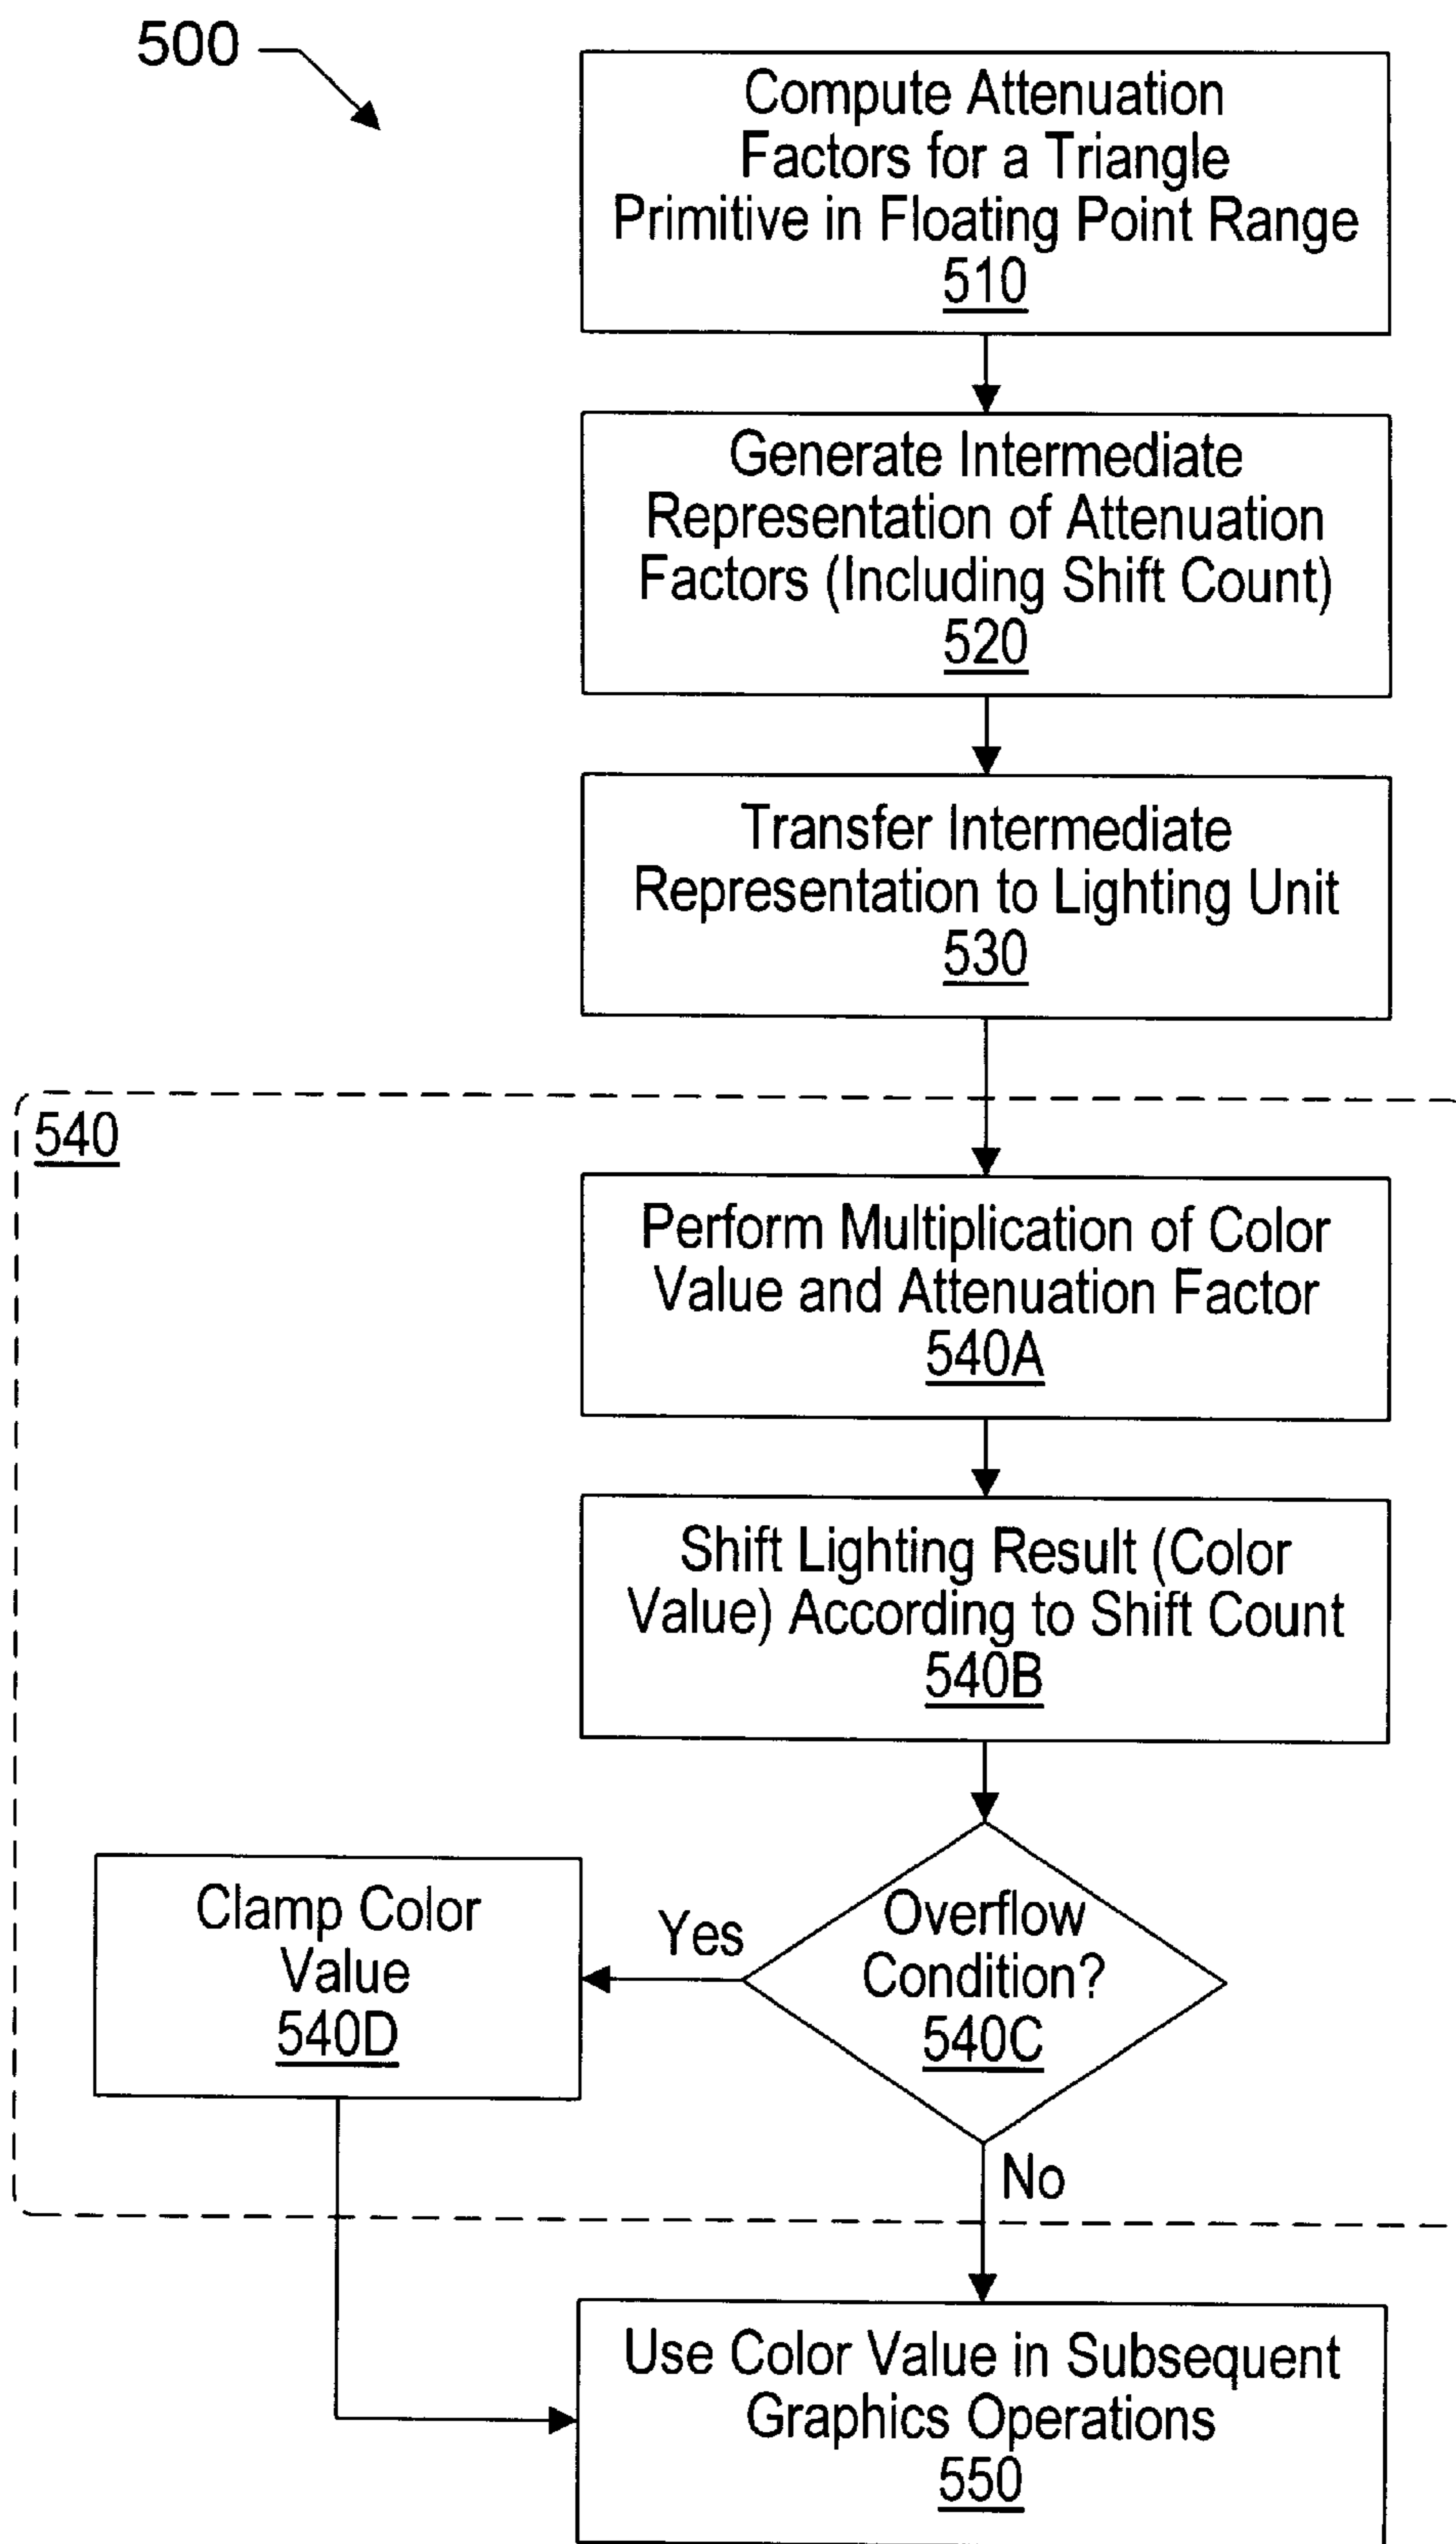 500
Compute Attenuation
Factors for a Triangle
Primitive in Floating Point Range
510
Generate Intermediate
Representation of Attenuation
Factors (Including Shift Count)
520
Transfer Intermediate
Representation to Lighting Unit
530
540
Perform Multiplication of Color
Value and Attenuation Factor
540A
Shift Lighting Result (Color
Value) According to Shift Count
540B
Overflow
Condition?
540C
Yes
Clamp Color
Value
540D
No
Use Color Value in Subsequent
Graphics Operations
550